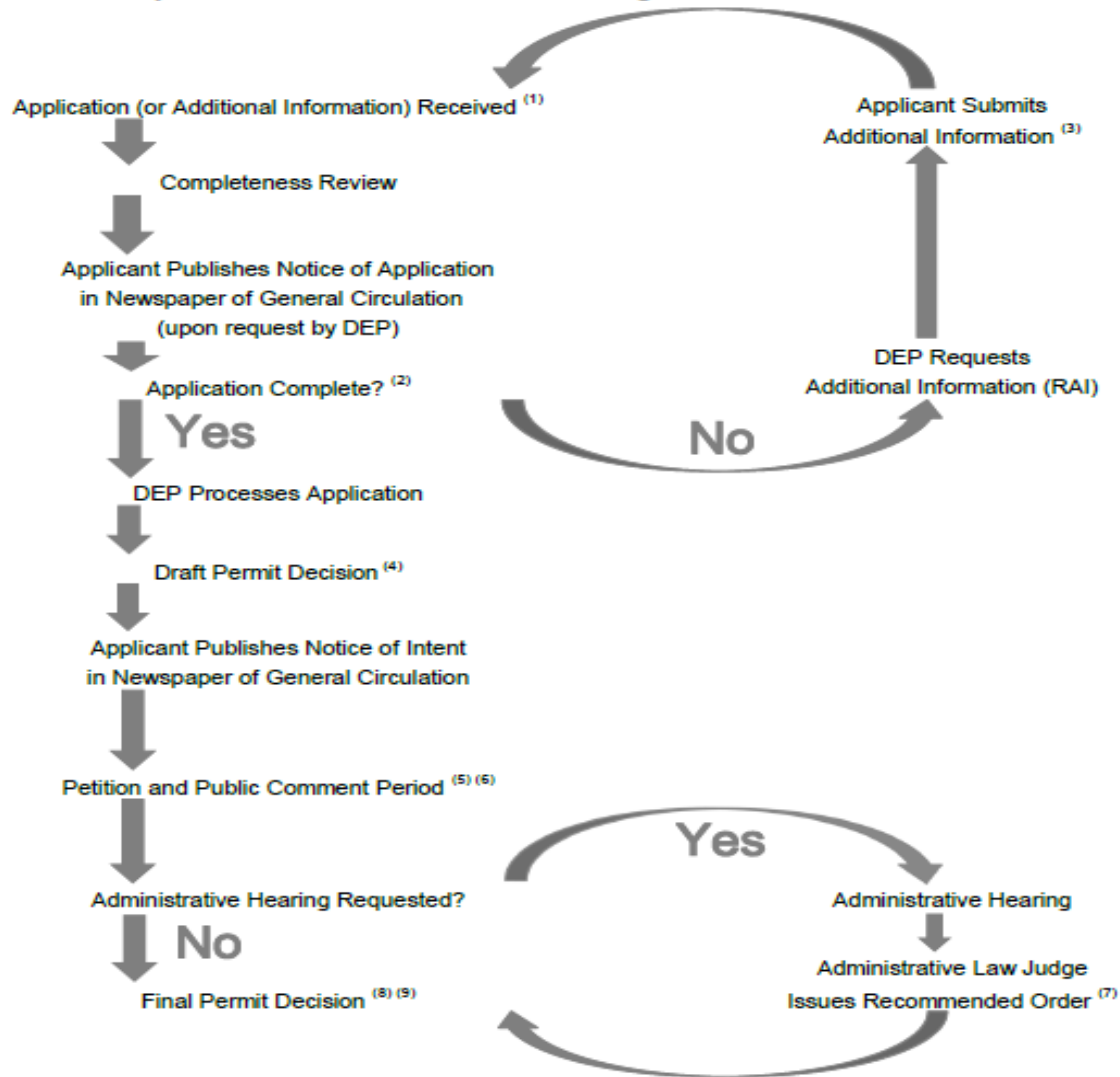 Application (or Additional Information) Received (1)
Completeness Review
Applicant Publishes Notice of Application
in Newspaper of General Circulation
(upon request by DEP)
Application Complete? (2)
Yes
No
DEP Requests
Additional Information (RAI)
Applicant Submits
Additional Information (3)
DEP Processes Application
Draft Permit Decision (4)
Applicant Publishes Notice of Intent
in Newspaper of General Circulation
Petition and Public Comment Period (5) (6)
Administrative Hearing Requested?
Yes
Administrative Hearing
Administrative Law Judge
Issues Recommended Order (7)
No
Final Permit Decision (8) (9)